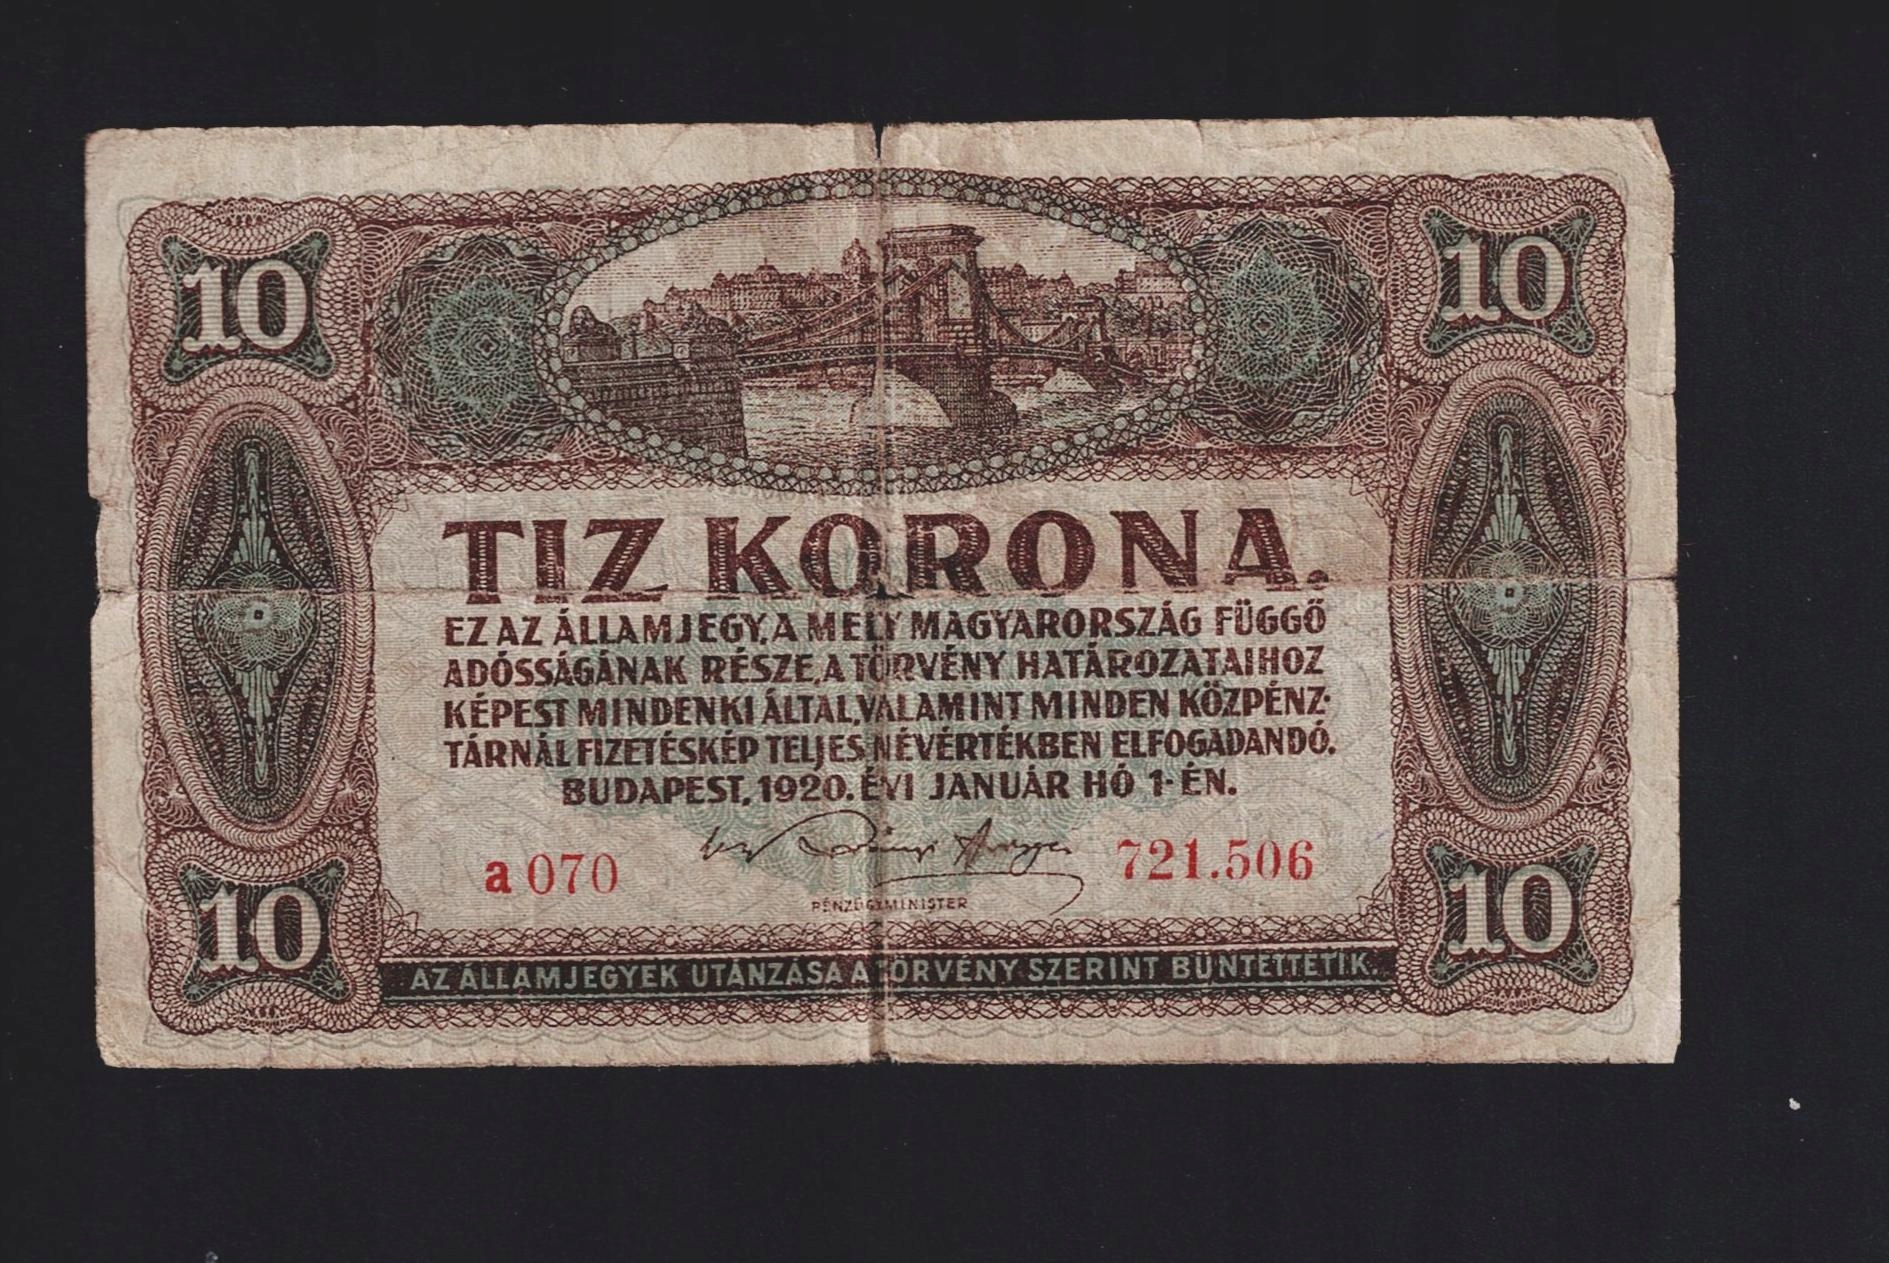 10 10
TIZ KORONA.
EZ AZ ÁLLAMJEGY, A MELY MAGYARORSZÁG FÜGGŐ
ADÓSSÁGÁNAK RÉSZE, A TÖRVÉNY HATÁROZATAIHOZ
KÉPEST MINDENKI ÁLTAL, VALAMINT MINDEN KÖZPÉNZ-
TÁRNÁL FIZETÉSKÉP TELJES NÉVÉRTÉKBEN ELFOGADANDÓ.
BUDAPEST, 1920. ÉVI JANUÁR HÓ 1-ÉN.
a 070 721.506
PÉNZÜGYMINISTER
10 10
AZ ÁLLAMJEGYEK UTÁNZÁSA A TÖRVÉNY SZERINT BÜNTETTETIK.